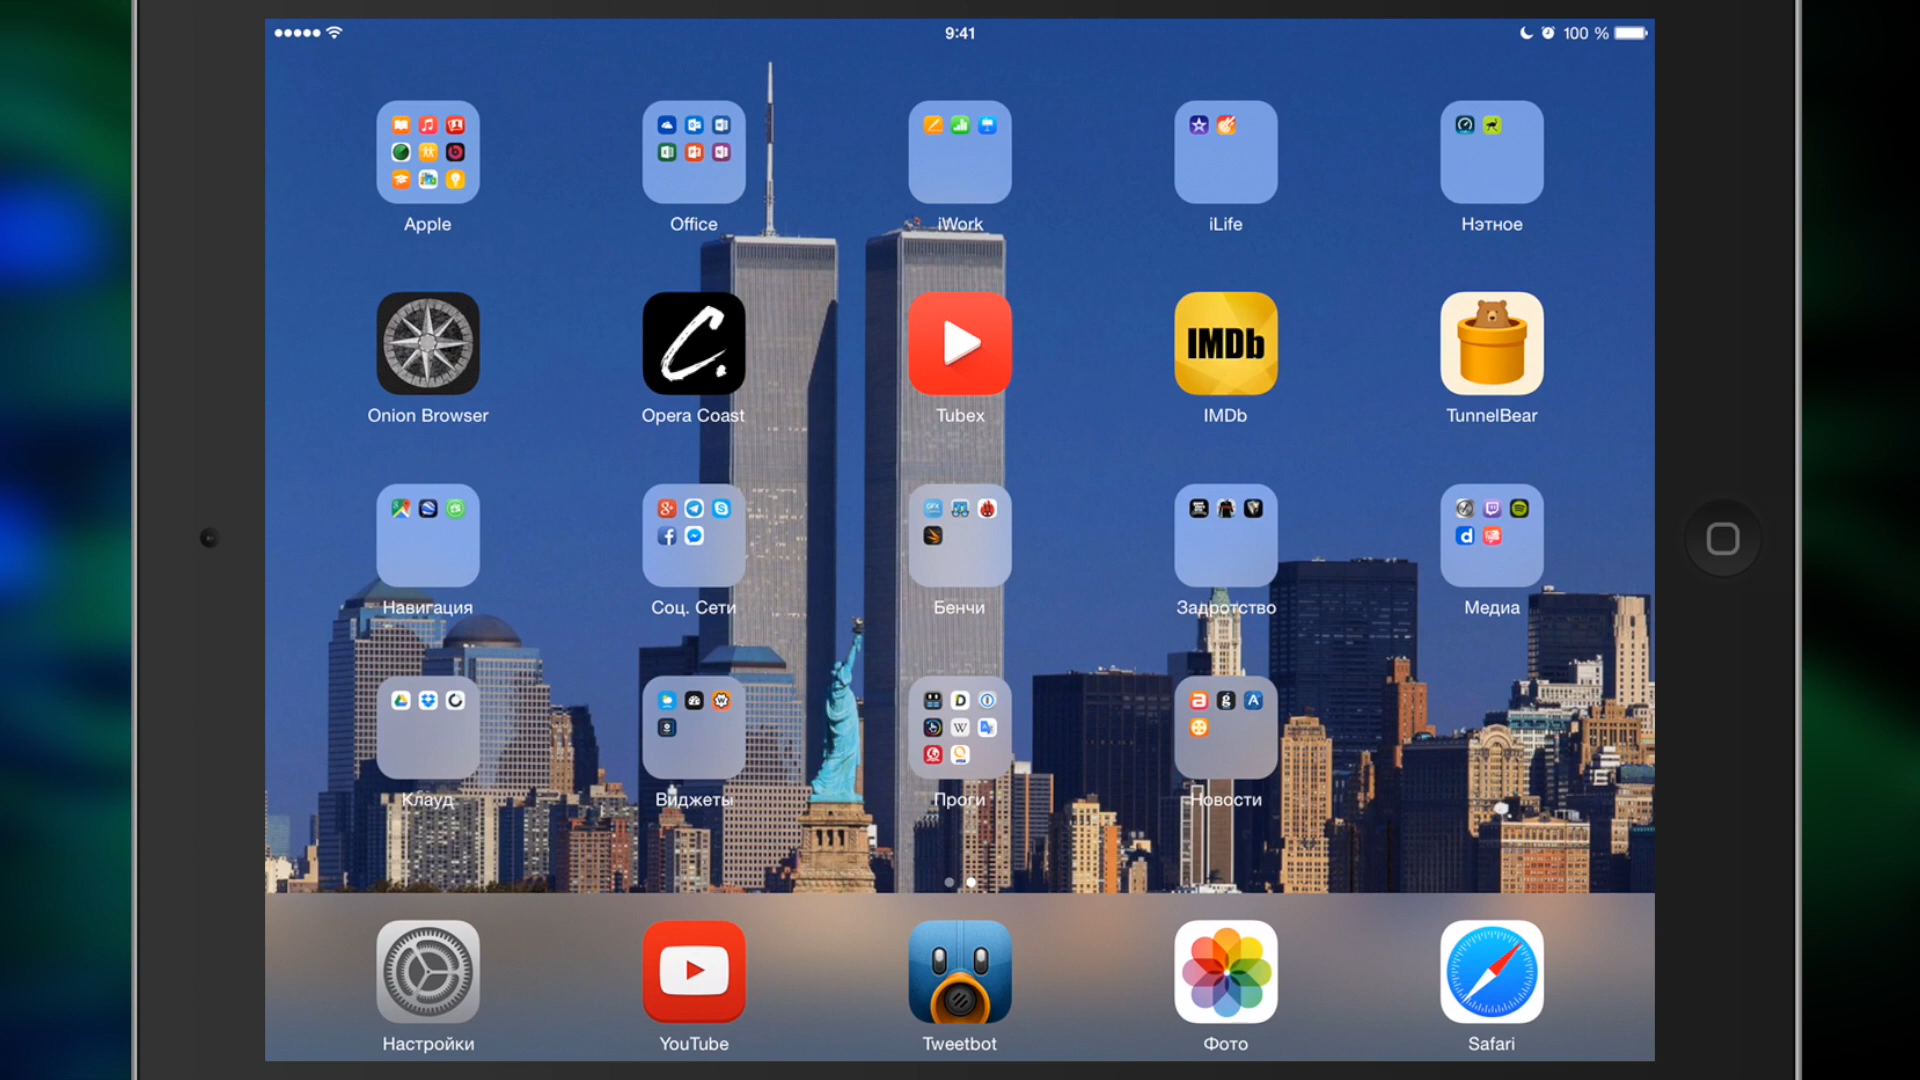 9:41
100 %
Apple
Office
iWork
iLife
Нэтное
IMDb
Onion Browser
Opera Coast
Tubex
IMDb
TunnelBear
Навигация
Соц. Сети
Бенчи
Задротство
Медиа
Клауд
Виджеты
Проги
Новости
Настройки
YouTube
Tweetbot
Фото
Safari